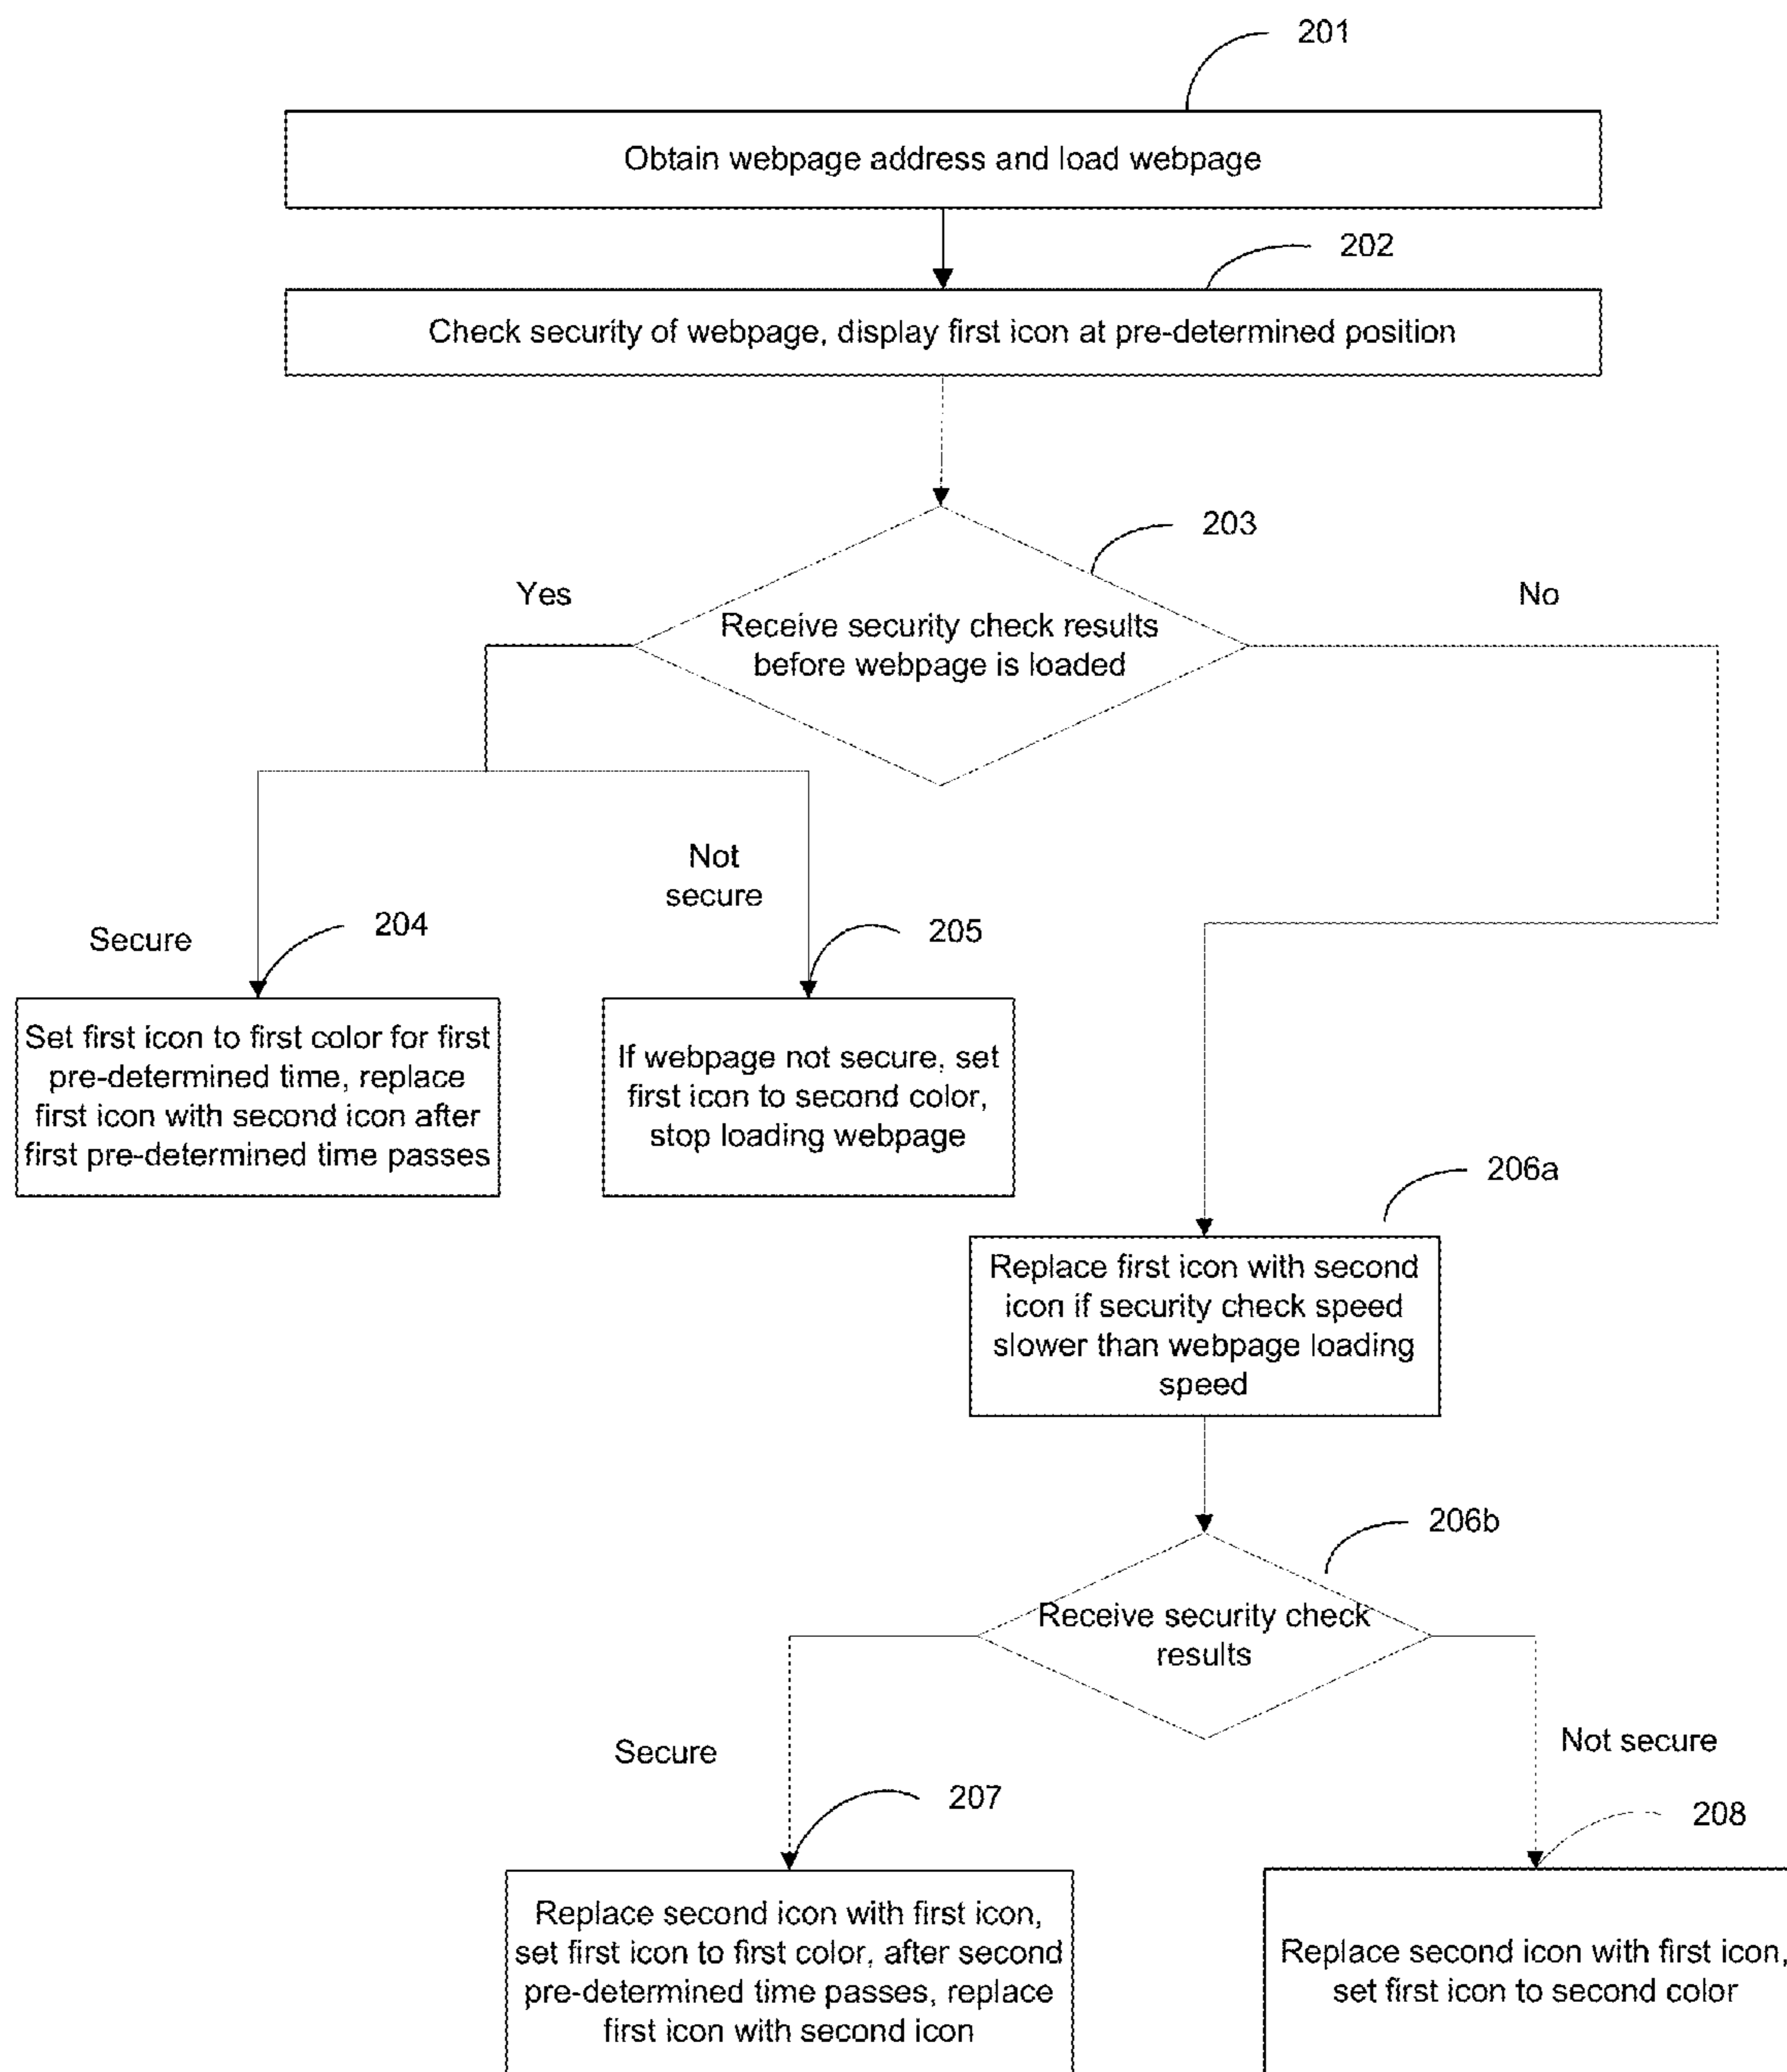 201
Obtain webpage address and load webpage
202
Check security of webpage, display first icon at pre-determined position
203
Yes
No
Receive security check results
before webpage is loaded
Not
secure
Secure
204
205
Set first icon to first color for first
pre-determined time, replace
first icon with second icon after
first pre-determined time passes
If webpage not secure, set
first icon to second color,
stop loading webpage
206a
Replace first icon with second
icon if security check speed
slower than webpage loading
speed
206b
Receive security check
results
Secure
Not secure
207
208
Replace second icon with first icon,
set first icon to first color, after second
pre-determined time passes, replace
first icon with second icon
Replace second icon with first icon,
set first icon to second color